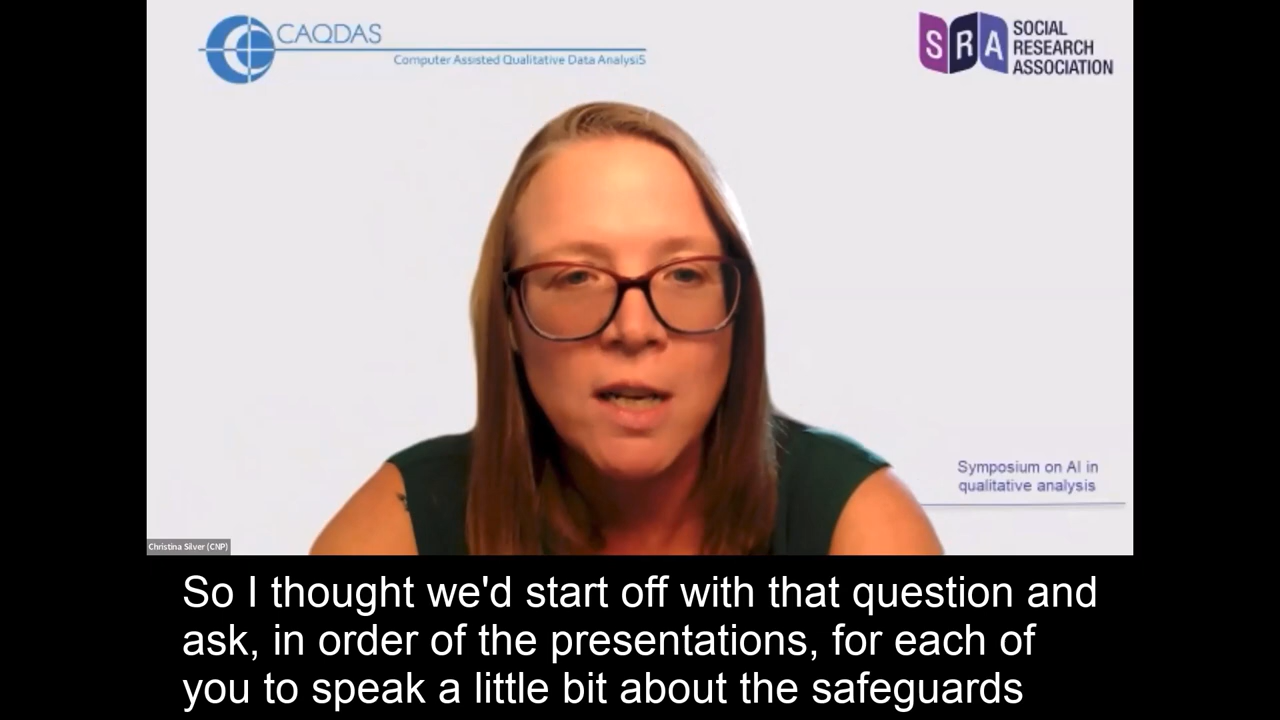 CAQDAS
Computer Assisted Qualitative Data AnalysiS
SRA
SOCIAL
RESEARCH
ASSOCIATION
Symposium on AI in
qualitative analysis
Christina Silver (CNP)
So I thought we'd start off with that question and
ask, in order of the presentations, for each of
you to speak a little bit about the safeguards